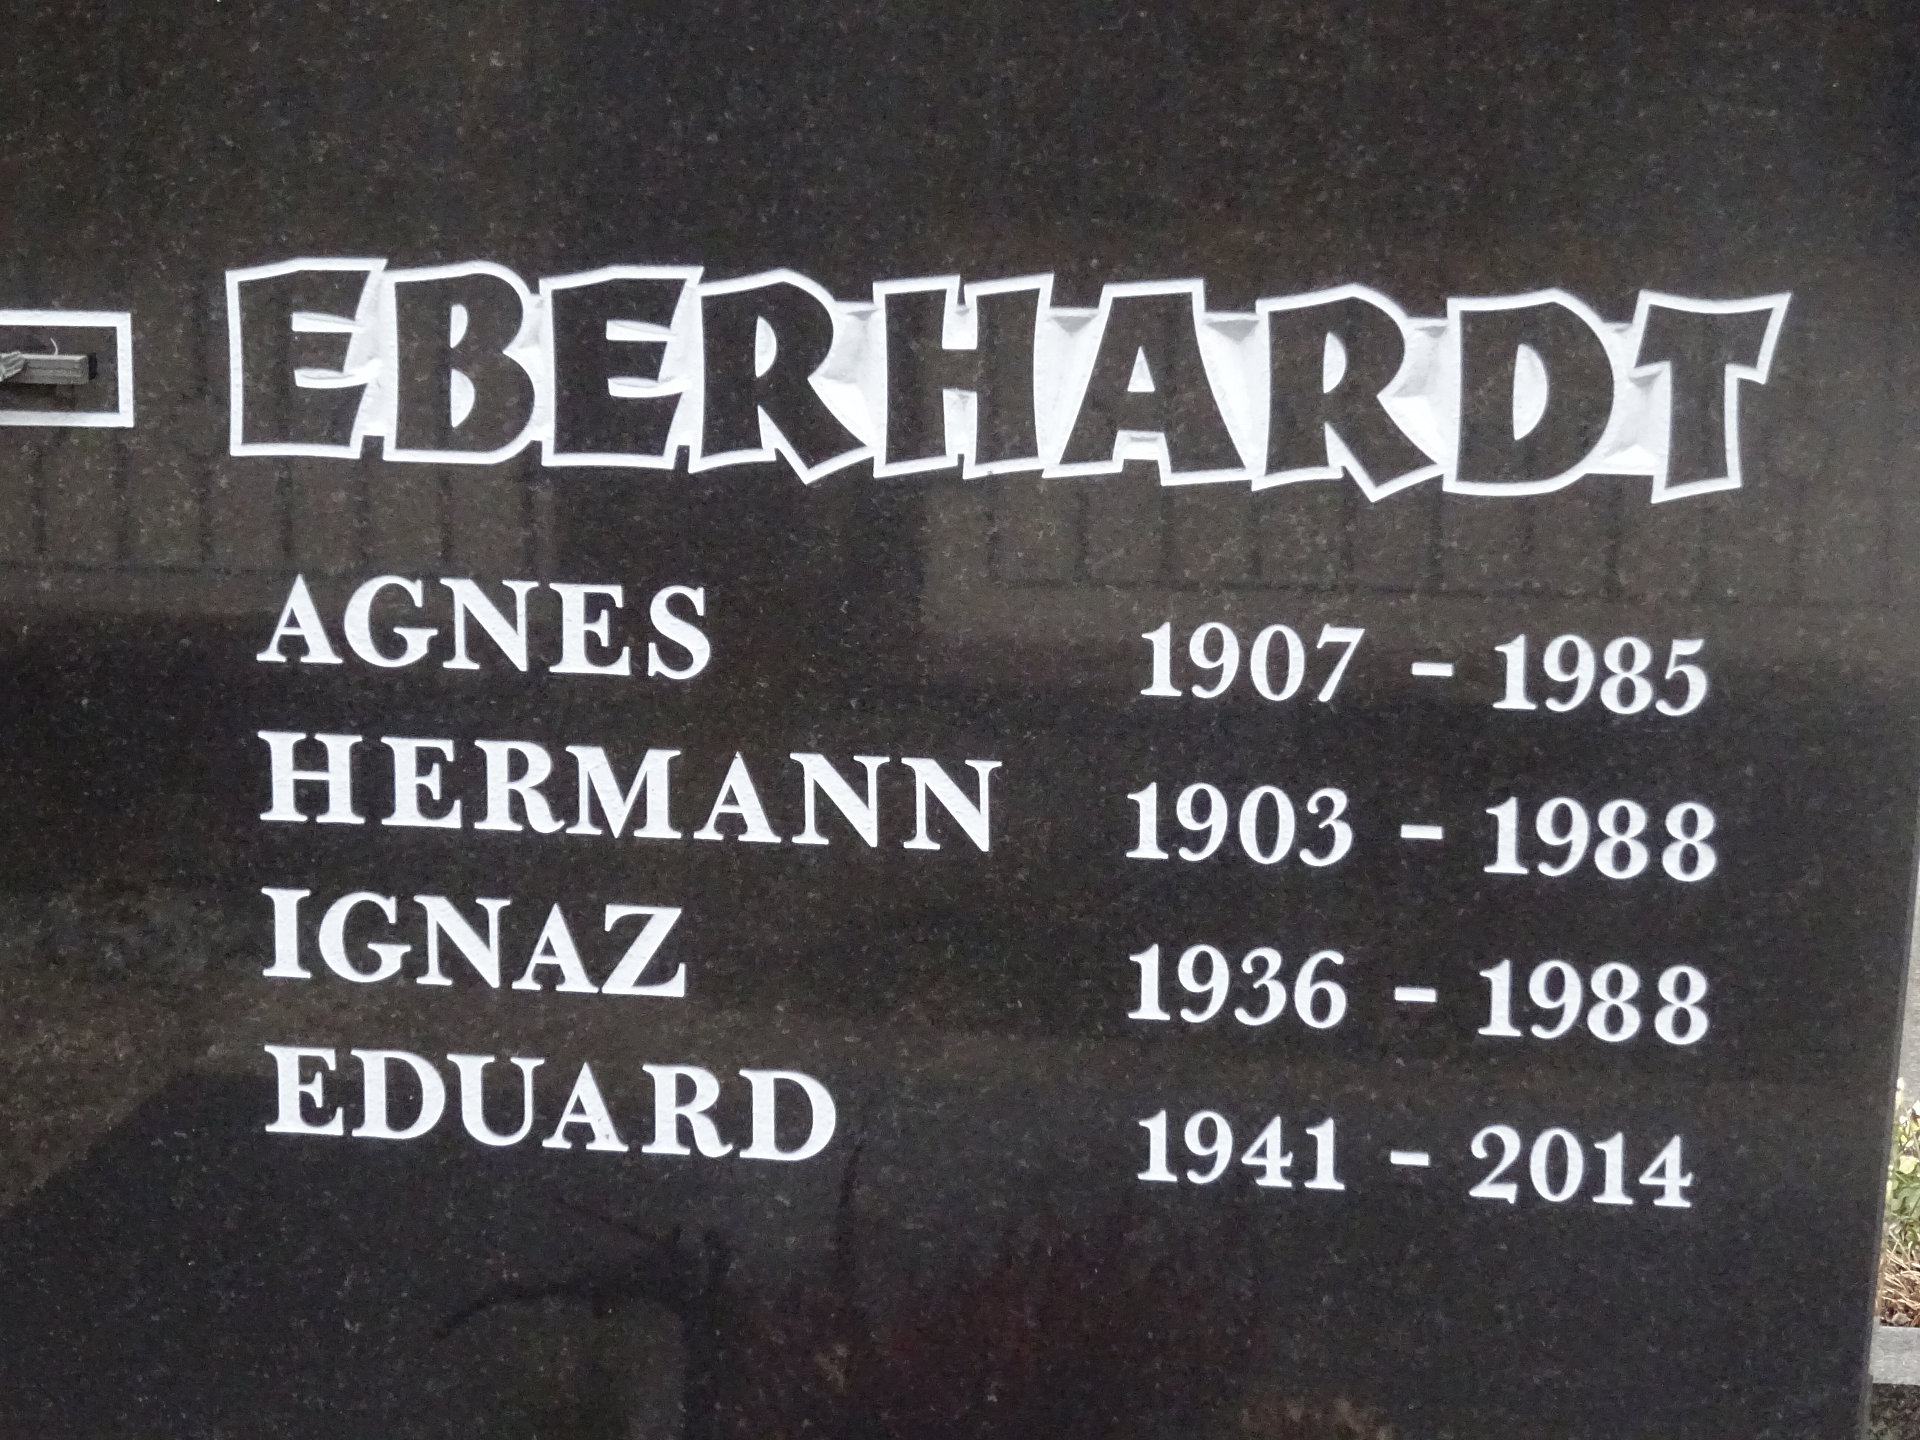 EBERHARDT
AGNES 1907 - 1985
HERMANN 1903 - 1988
IGNAZ 1936 - 1988
EDUARD 1941 - 2014